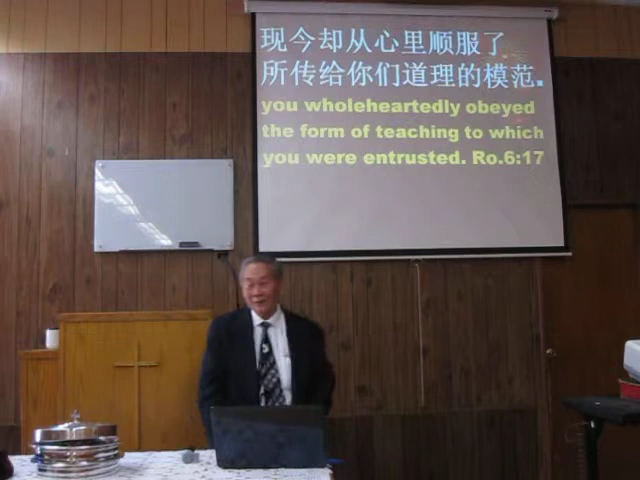 现今却从心里顺服了
所传给你们道理的模范.
you wholeheartedly obeyed
the form of teaching to which
you were entrusted. Ro.6:17